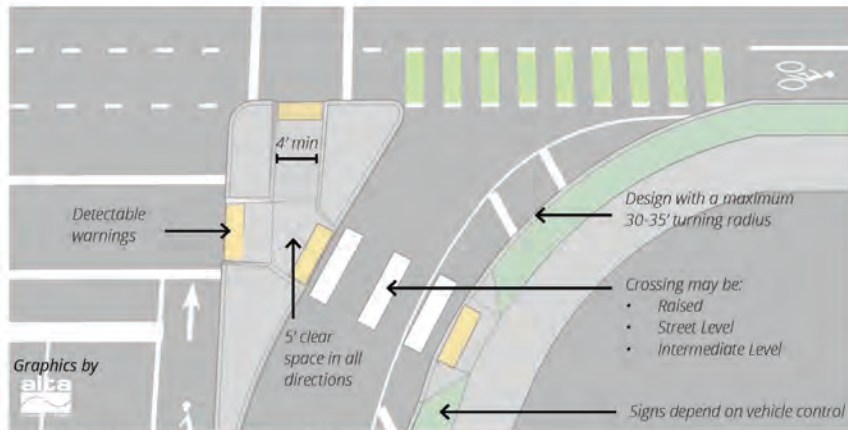 4' min
Detectable
warnings
5' clear
space in all
directions
Design with a maximum
30-35' turning radius
Crossing may be:
• Raised
• Street Level
• Intermediate Level
Signs depend on vehicle control
Graphics by
alta